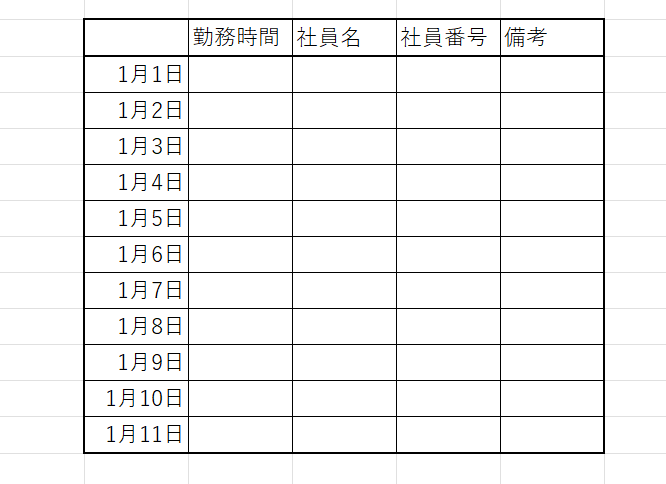 勤務時間 社員名 社員番号 備考
1月1日
1月2日
1月3日
1月4日
1月5日
1月6日
1月7日
1月8日
1月9日
1月10日
1月11日